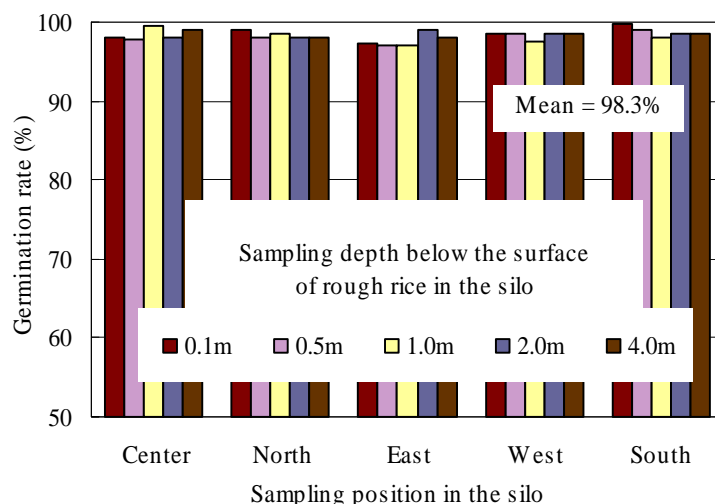 100
90
80
70
60
50
Germination rate (%)
Mean = 98.3%
Sampling depth below the surface
of rough rice in the silo
0.1m 0.5m 1.0m 2.0m 4.0m
Center North East West South
Sampling position in the silo